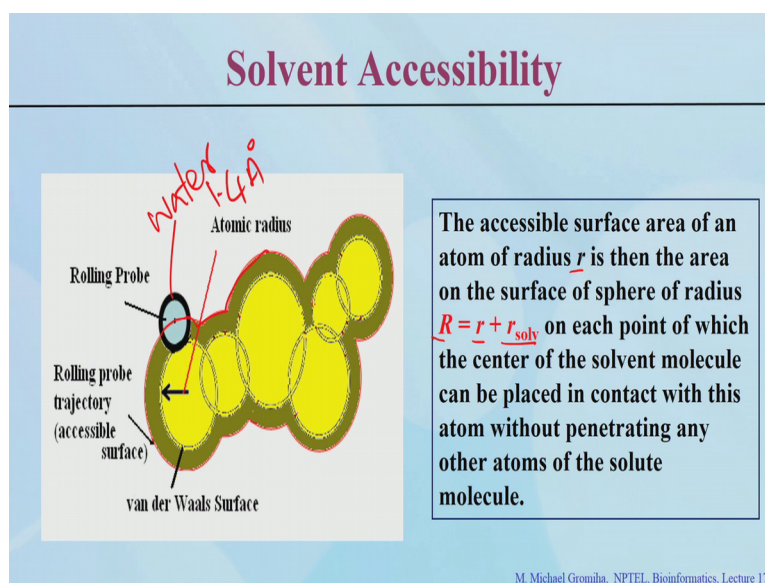 Solvent Accessibility
water
1.4A°
Atomic radius
Rolling Probe
Rolling probe
trajectory
(accessible
surface)
van der Waals Surface
The accessible surface area of an
atom of radius r is then the area
on the surface of sphere of radius
R = r + rsolv on each point of which
the center of the solvent molecule
can be placed in contact with this
atom without penetrating any
other atoms of the solute
molecule.
M. Michael Gromiha, NPTEL, Bioinformatics, Lecture 17